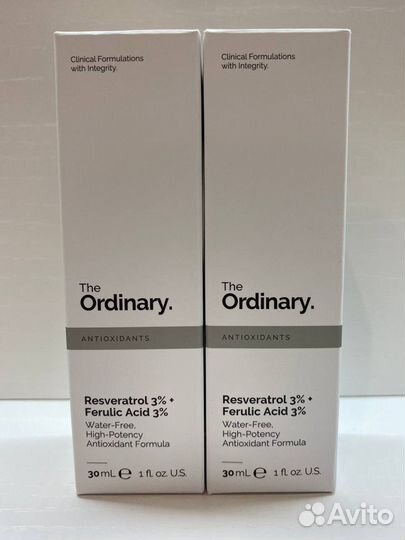 Clinical Formulations
with Integrity.
The
Ordinary.
ANTIOXIDANTS
Resveratrol 3% +
Ferulic Acid 3%
Water-Free,
High-Potency
Antioxidant Formula
30 mL ℮ 1 fl. oz. U.S.
Clinical Formulations
with Integrity.
The
Ordinary.
ANTIOXIDANTS
Resveratrol 3% +
Ferulic Acid 3%
Water-Free,
High-Potency
Antioxidant Formula
30 mL ℮ 1 fl. oz. U.S.
Avito